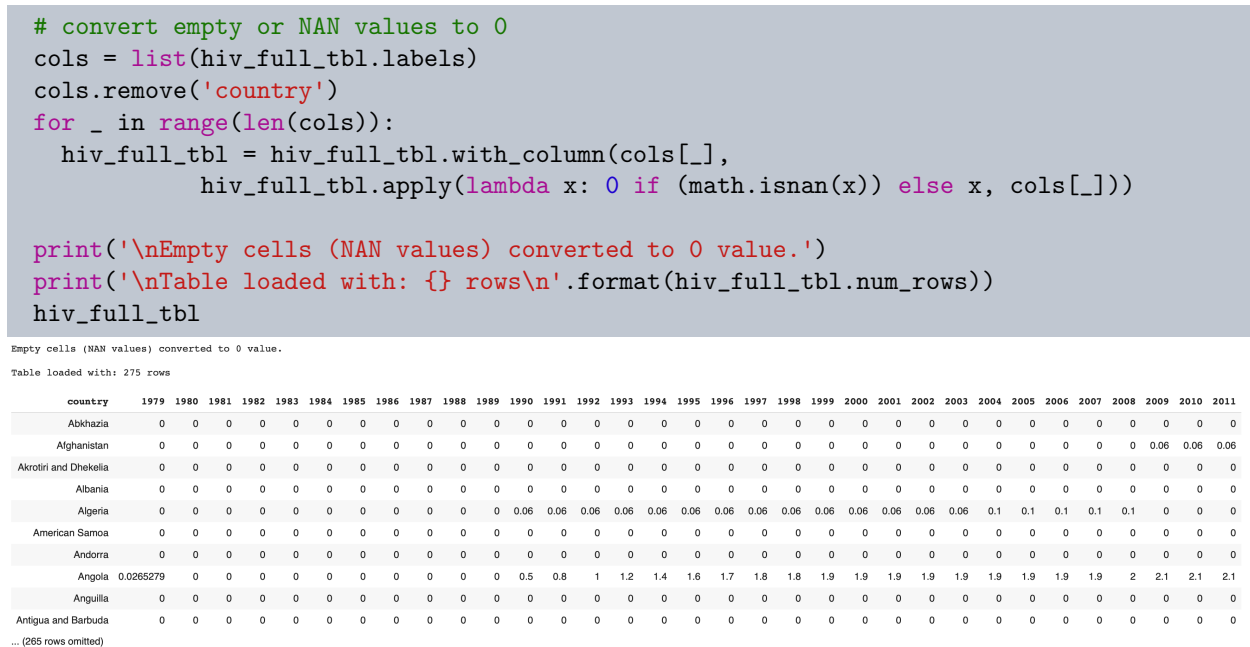 # convert empty or NAN values to 0
cols = list(hiv_full_tbl.labels)
cols.remove('country')
for _ in range(len(cols)):
  hiv_full_tbl = hiv_full_tbl.with_column(cols[_],
            hiv_full_tbl.apply(lambda x: 0 if (math.isnan(x)) else x, cols[_]))
print('\nEmpty cells (NAN values) converted to 0 value.')
print('\nTable loaded with: {} rows\n'.format(hiv_full_tbl.num_rows))
hiv_full_tbl
Empty cells (NAN values) converted to 0 value.
Table loaded with: 275 rows
country 1979 1980 1981 1982 1983 1984 1985 1986 1987 1988 1989 1990 1991 1992 1993 1994 1995 1996 1997 1998 1999 2000 2001 2002 2003 2004 2005 2006 2007 2008 2009 2010 2011
Abkhazia 0 0 0 0 0 0 0 0 0 0 0 0 0 0 0 0 0 0 0 0 0 0 0 0 0 0 0 0 0 0 0 0 0
Afghanistan 0 0 0 0 0 0 0 0 0 0 0 0 0 0 0 0 0 0 0 0 0 0 0 0 0 0 0 0 0 0 0.06 0.06 0.06
Akrotiri and Dhekelia 0 0 0 0 0 0 0 0 0 0 0 0 0 0 0 0 0 0 0 0 0 0 0 0 0 0 0 0 0 0 0 0 0
Albania 0 0 0 0 0 0 0 0 0 0 0 0 0 0 0 0 0 0 0 0 0 0 0 0 0 0 0 0 0 0 0 0 0
Algeria 0 0 0 0 0 0 0 0 0 0 0 0.06 0.06 0.06 0.06 0.06 0.06 0.06 0.06 0.06 0.06 0.06 0.06 0.06 0.06 0.1 0.1 0.1 0.1 0.1 0 0 0
American Samoa 0 0 0 0 0 0 0 0 0 0 0 0 0 0 0 0 0 0 0 0 0 0 0 0 0 0 0 0 0 0 0 0 0
Andorra 0 0 0 0 0 0 0 0 0 0 0 0 0 0 0 0 0 0 0 0 0 0 0 0 0 0 0 0 0 0 0 0 0
Angola 0.0265279 0 0 0 0 0 0 0 0 0 0 0.5 0.8 1 1.2 1.4 1.6 1.7 1.8 1.8 1.9 1.9 1.9 1.9 1.9 1.9 1.9 1.9 1.9 2 2.1 2.1 2.1
Anguilla 0 0 0 0 0 0 0 0 0 0 0 0 0 0 0 0 0 0 0 0 0 0 0 0 0 0 0 0 0 0 0 0 0
Antigua and Barbuda 0 0 0 0 0 0 0 0 0 0 0 0 0 0 0 0 0 0 0 0 0 0 0 0 0 0 0 0 0 0 0 0 0
... (265 rows omitted)